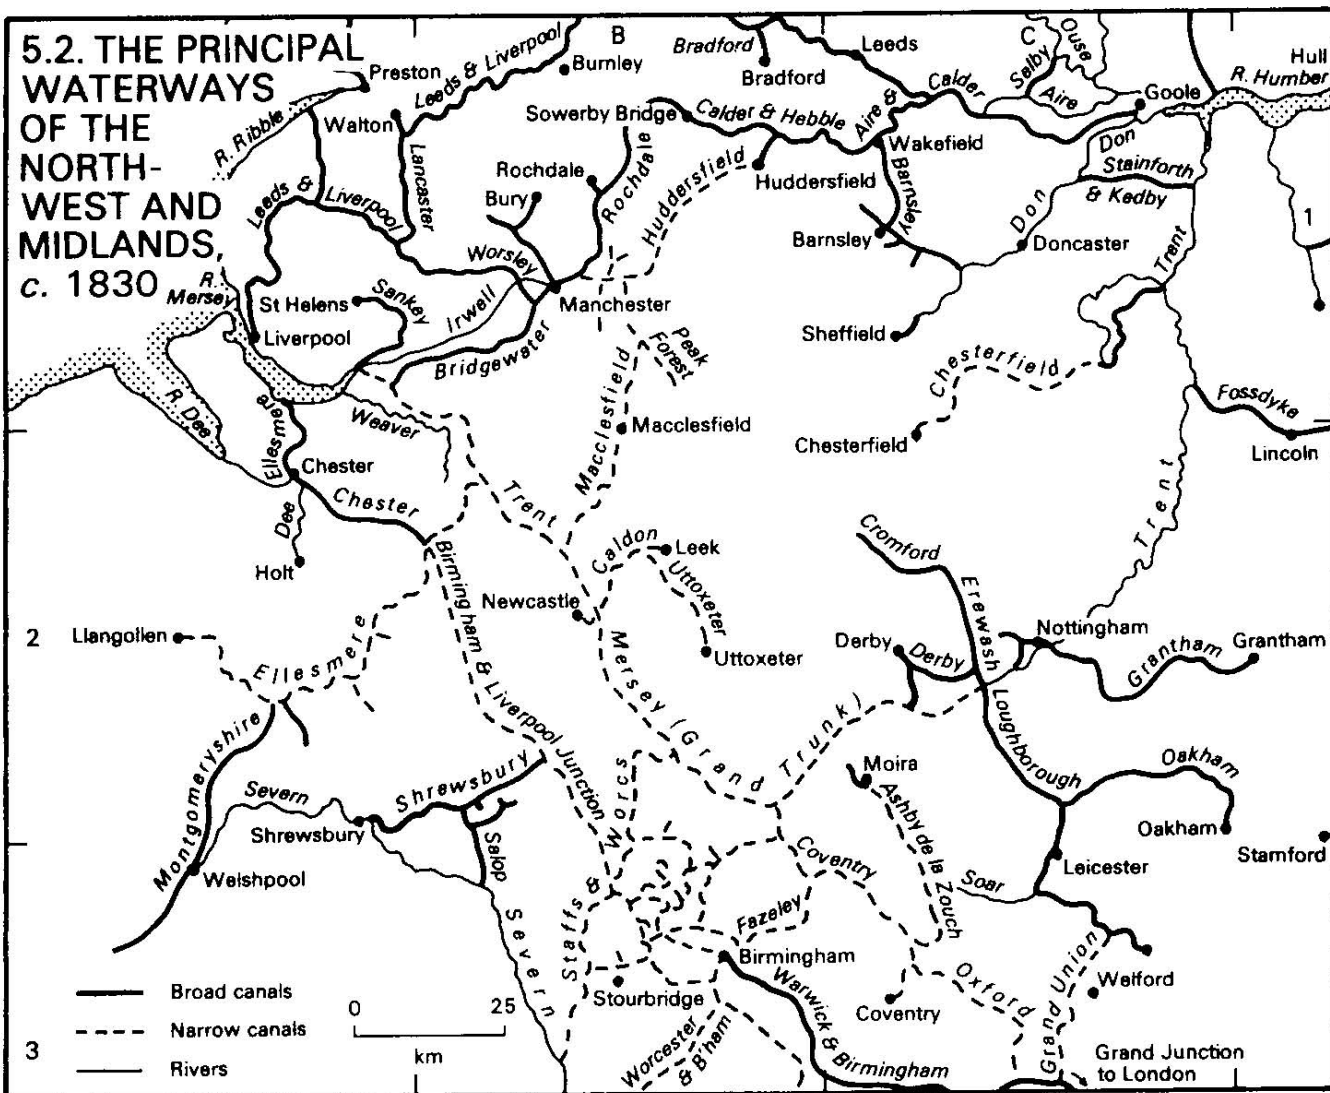 5.2. THE PRINCIPAL
WATERWAYS
OF THE
NORTH-
WEST AND
MIDLANDS,
c. 1830
B
C
1
2
3
Preston
Leeds & Liverpool
Burnley
Bradford
Bradford
Leeds
Selby
Ouse
Hull
R. Humber
Goole
Aire
Aire &
Calder
R. Ribble
Walton
Lancaster
Sowerby Bridge
Calder & Hebble
Wakefield
Don
Stainforth
& Kedby
Rochdale
Rochdale
Bury
Huddersfield
Huddersfield
Barnsley
Barnsley
Don
Doncaster
Trent
Leeds &
Liverpool
Worsley
R.
Mersey
St Helens
Sankey
Irwell
Manchester
Liverpool
Bridgewater
Peak
Forest
Sheffield
Chesterfield
Chesterfield
R. Dee
Ellesmere
Weaver
Macclesfield
Macclesfield
Fossdyke
Lincoln
Chester
Chester
Dee
Holt
Trent
Trent
Cromford
Caldon
Leek
Birmingham & Liverpool Junction
Newcastle
Uttoxeter
Uttoxeter
Erewash
Derby
Derby
Nottingham
Grantham
Grantham
Llangollen
Ellesmere
Mersey (Grand Trunk)
Loughborough
Montgomeryshire
Severn
Shrewsbury
Shrewsbury
Worcs
Staffs &
Moira
Ashby de la Zouch
Oakham
Oakham
Stamford
Welshpool
Salop
Coventry
Leicester
Soar
Severn
Fazeley
Birmingham
Stourbridge
Coventry
Oxford
Grand Union
Welford
Warwick & Birmingham
Worcester
& B'ham
Grand Junction
to London
Broad canals
Narrow canals
Rivers
0 25
km